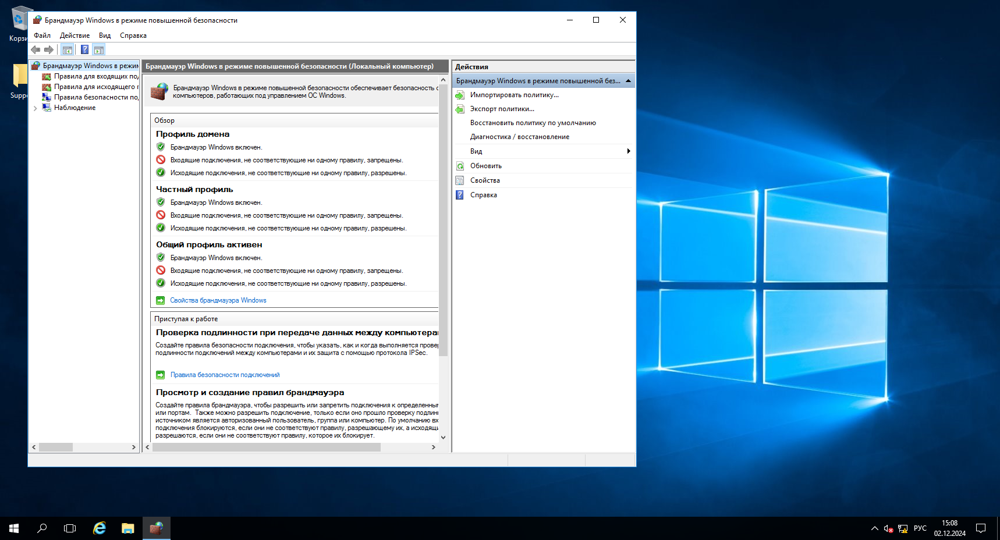 Брандмауэр Windows в режиме повышенной безопасности
Файл Действие Вид Справка
Брандмауэр Windows в
Правила для входящих
Правила для исходящего
Правила безопасности
Наблюдение
Брандмауэр Windows в режиме повышенной безопасности (Локальный компьютер)
Брандмауэр Windows в режиме повышенной безопасности обеспечивает безопасность
компьютеров, работающих под управлением ОС Windows.
Обзор
Профиль домена
Брандмауэр Windows включен.
Входящие подключения, не соответствующие ни одному правилу, запрещены.
Исходящие подключения, не соответствующие ни одному правилу, разрешены.
Частный профиль
Брандмауэр Windows включен.
Входящие подключения, не соответствующие ни одному правилу, запрещены.
Исходящие подключения, не соответствующие ни одному правилу, разрешены.
Общий профиль активен
Брандмауэр Windows включен.
Входящие подключения, не соответствующие ни одному правилу, запрещены.
Исходящие подключения, не соответствующие ни одному правилу, разрешены.
Свойства брандмауэра Windows
Приступая к работе
Проверка подлинности при передаче данных между
Создайте правила безопасности подключения, чтобы указать, как и когда выполняется
подлинности подключений между компьютерами и их защита с помощью протокола IPSec.
Правила безопасности подключений
Просмотр и создание правил брандмауэра
Создайте правила брандмауэра, чтобы разрешить или запретить подключения к
или портам. Также можно разрешить подключение, только если оно прошло проверку
источником является авторизованный пользователь, группа или компьютер. По умолчанию
подключения блокируются, если они не соответствуют правилу, разрешающему их, а
разрешаются, если они не соответствуют правилу, которое их блокирует.
Действия
Брандмауэр Windows в режиме повышенной без...
Импортировать политику...
Экспорт политики...
Восстановить политику по умолчанию
Диагностика / восстановление
Вид
Обновить
Свойства
Справка
РУС
15:08
02.12.2024